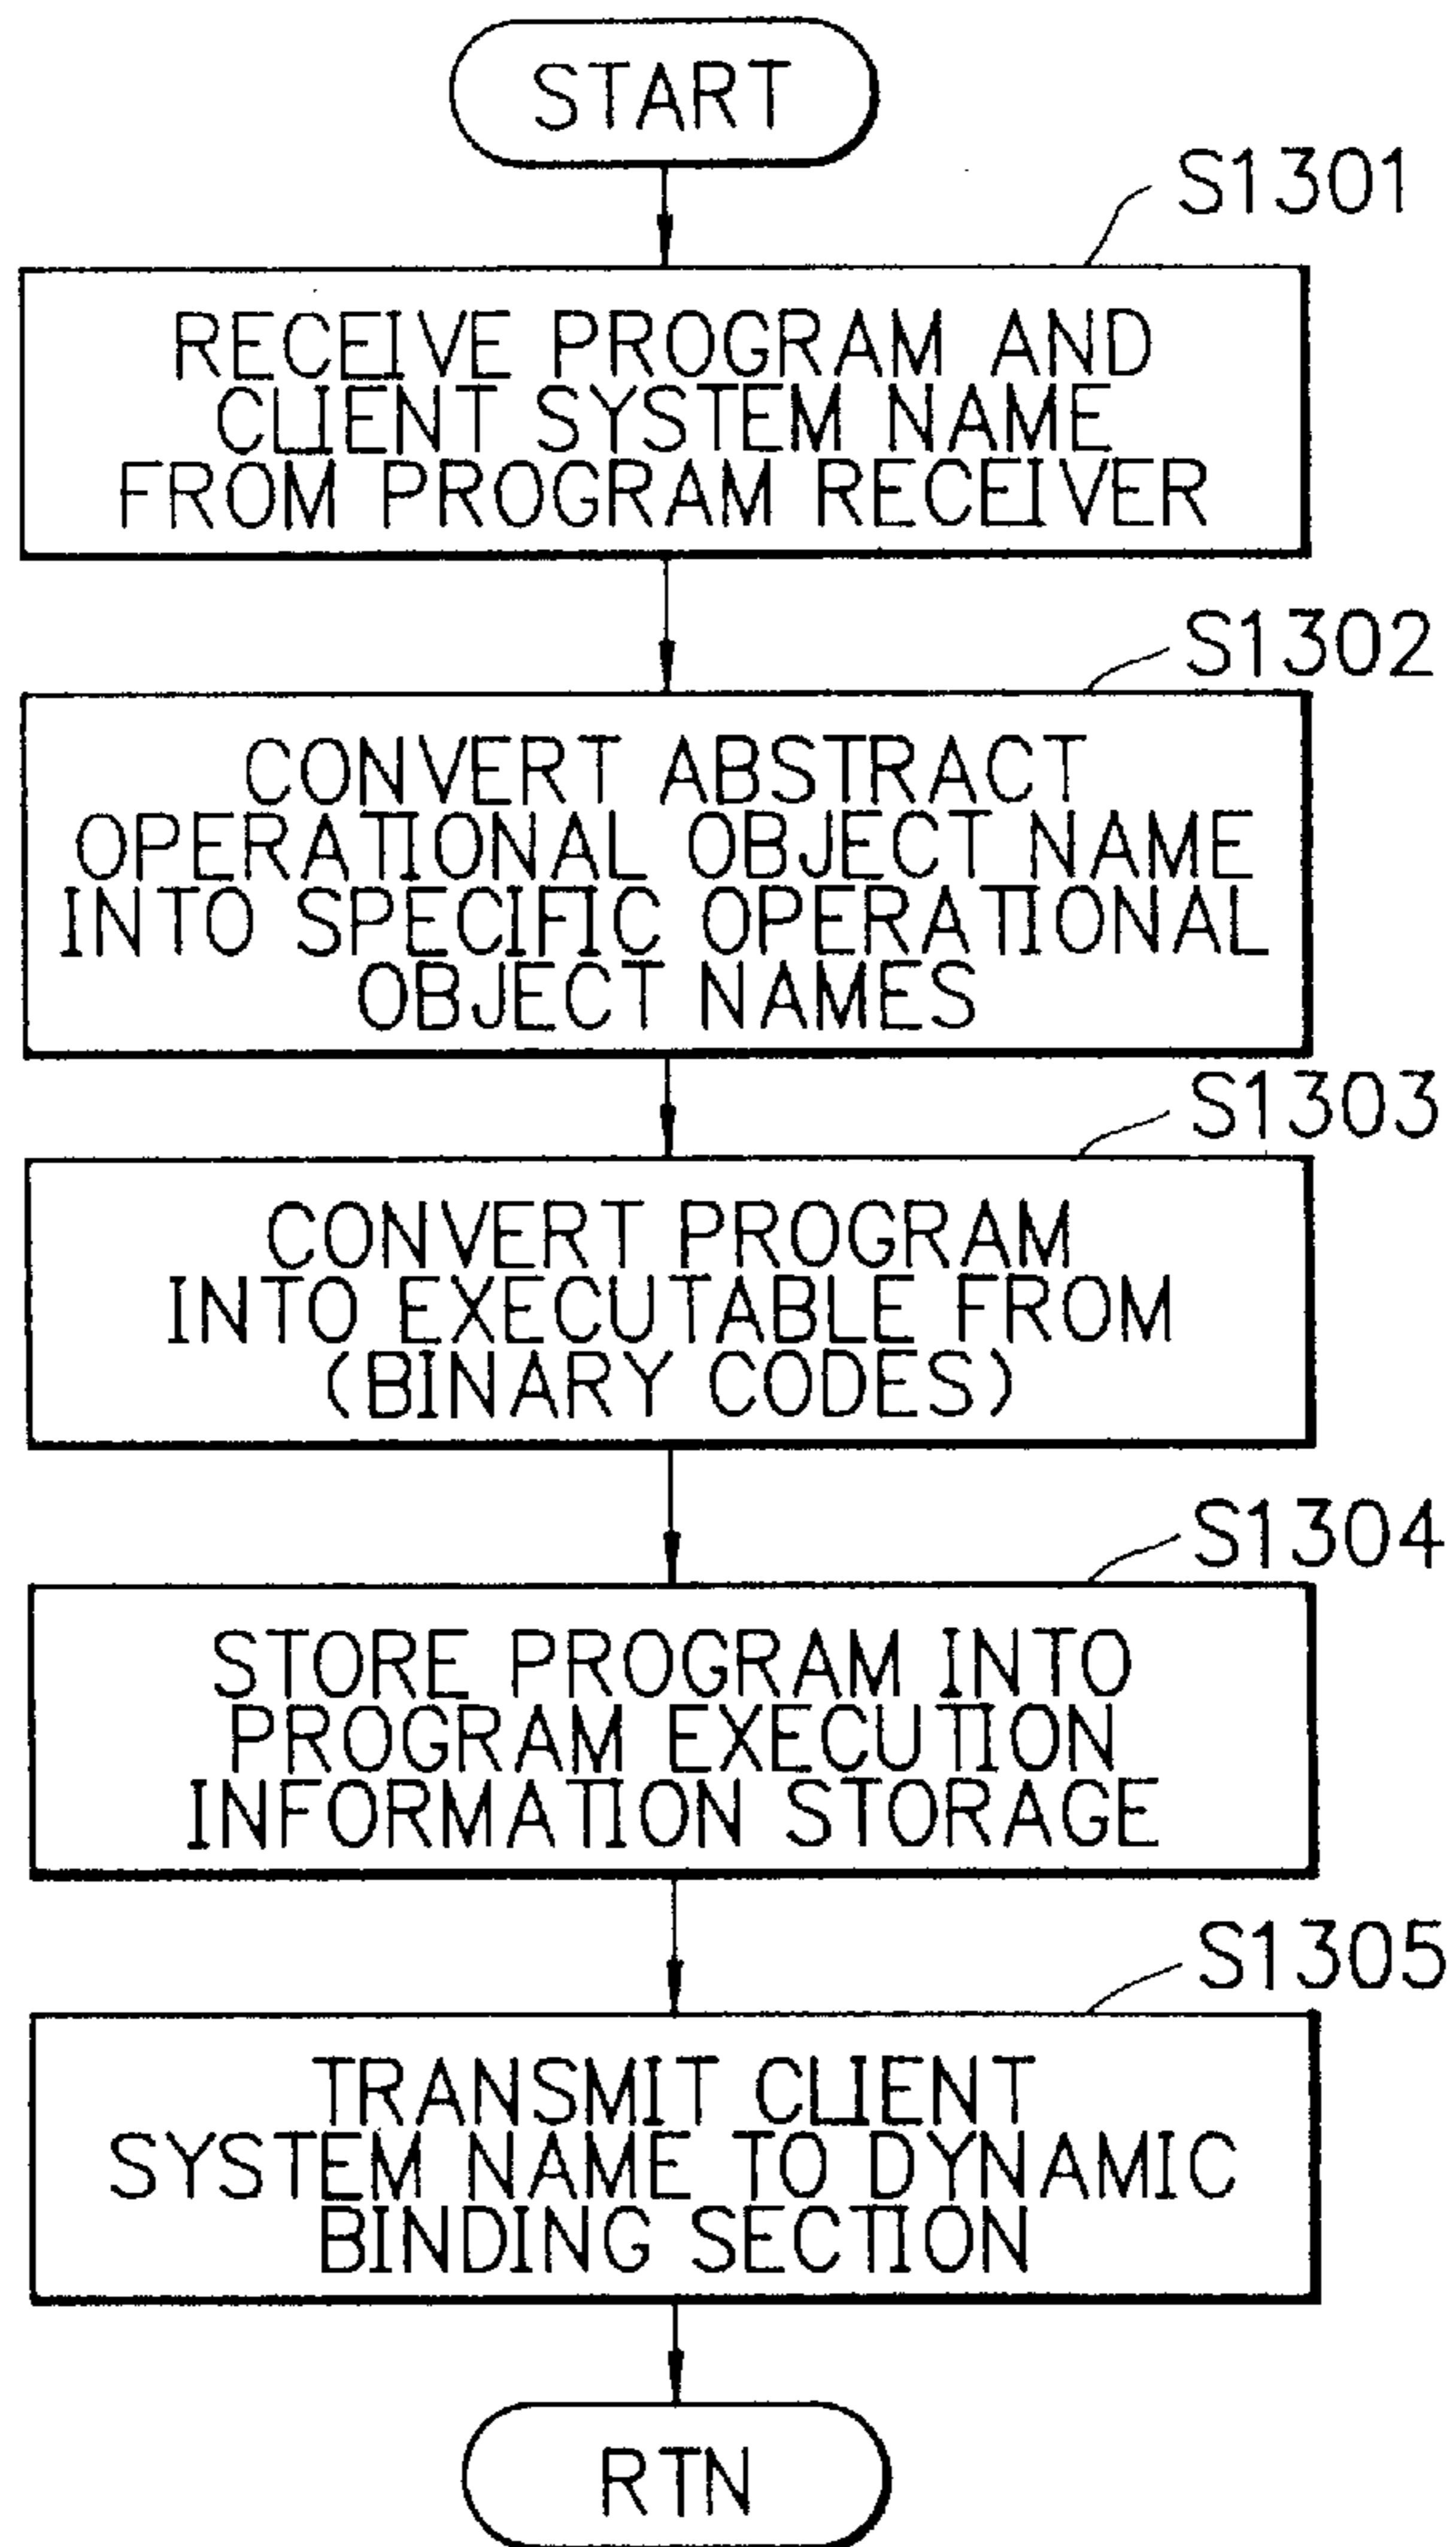 START
S1301
RECEIVE PROGRAM AND
CLIENT SYSTEM NAME
FROM PROGRAM RECEIVER
S1302
CONVERT ABSTRACT
OPERATIONAL OBJECT NAME
INTO SPECIFIC OPERATIONAL
OBJECT NAMES
S1303
CONVERT PROGRAM
INTO EXECUTABLE FROM
(BINARY CODES)
S1304
STORE PROGRAM INTO
PROGRAM EXECUTION
INFORMATION STORAGE
S1305
TRANSMIT CLIENT
SYSTEM NAME TO DYNAMIC
BINDING SECTION
RTN